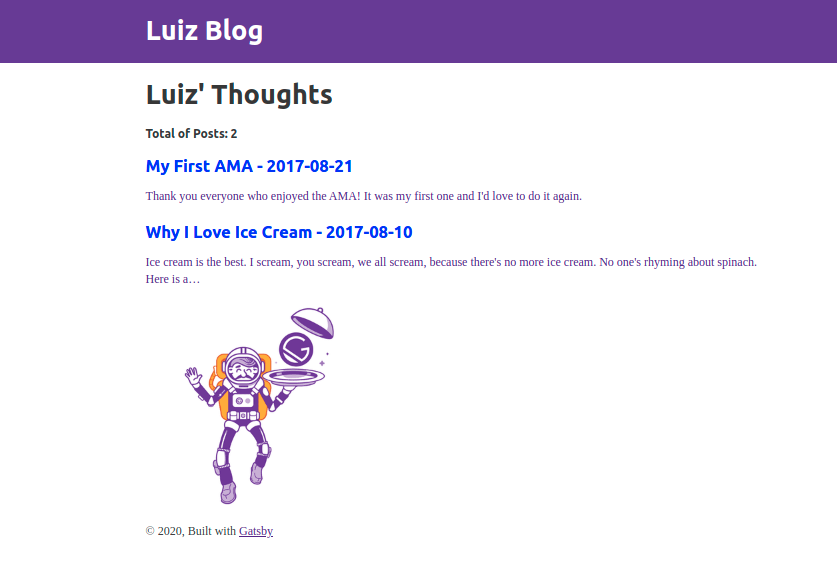 Luiz Blog
Luiz' Thoughts
Total of Posts: 2
My First AMA - 2017-08-21
Thank you everyone who enjoyed the AMA! It was my first one and I'd love to do it again.
Why I Love Ice Cream - 2017-08-10
Ice cream is the best. I scream, you scream, we all scream, because there's no more ice cream. No one's rhyming about spinach.
Here is a…
© 2020, Built with Gatsby